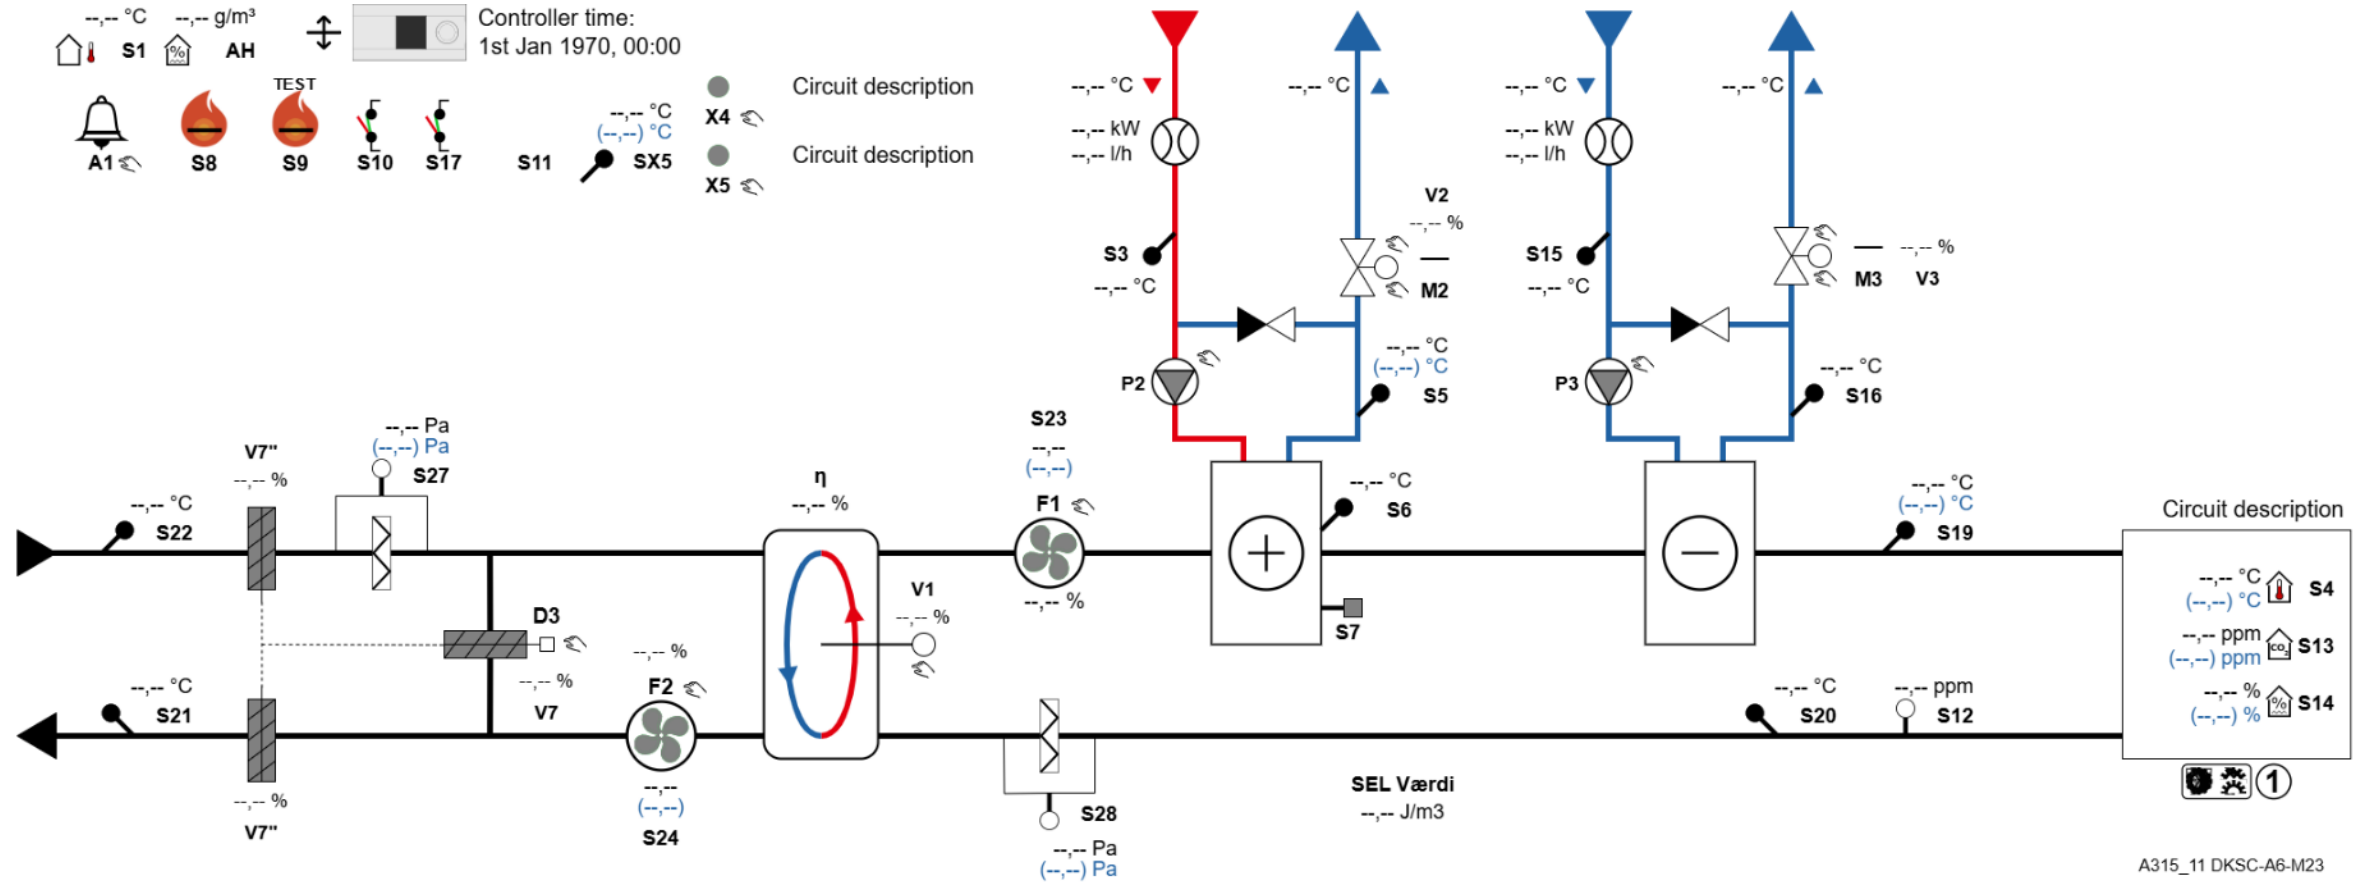 --,-- °C
--,-- g/m³
S1
%
AH
Controller time:
1st Jan 1970, 00:00
A1
S8
TEST
S9
S10
S17
S11
--,-- °C
(--,--) °C
SX5
X4
Circuit description
X5
Circuit description
--,-- °C
--,-- kW
--,-- l/h
S3
--,-- °C
P2
--,-- °C
V2
--,-- %
M2
--,-- °C
(--,--) °C
S5
--,-- °C
--,-- kW
--,-- l/h
S15
--,-- °C
P3
--,-- °C
--,-- %
M3
V3
--,-- °C
S16
--,-- °C
S22
V7"
--,-- %
--,-- Pa
(--,--) Pa
S27
η
--,-- %
S23
--,--
(--,--)
F1
--,-- %
--,-- °C
S6
S7
--,-- °C
(--,--) °C
S19
Circuit description
--,-- °C
(--,--) °C
S4
--,-- ppm
(--,--) ppm
CO2
S13
--,-- %
(--,--) %
%
S14
1
D3
--,-- %
V7
V1
--,-- %
--,-- °C
S21
--,-- %
V7"
--,-- %
F2
--,--
(--,--)
S24
S28
--,-- Pa
(--,--) Pa
SEL Værdi
--,-- J/m3
--,-- °C
S20
--,-- ppm
S12
A315_11 DKSC-A6-M23